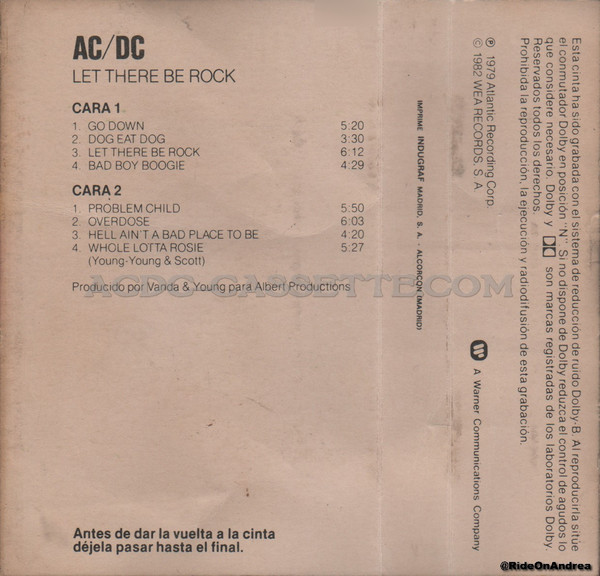 AC/DC
LET THERE BE ROCK
CARA 1
1. GO DOWN 5:20
2. DOG EAT DOG 3:30
3. LET THERE BE ROCK 6:12
4. BAD BOY BOOGIE 4:29
CARA 2
1. PROBLEM CHILD 5:50
2. OVERDOSE 6:03
3. HELL AIN'T A BAD PLACE TO BE 4:20
4. WHOLE LOTTA ROSIE 5:27
(Young-Young & Scott)
Producido por Vanda & Young para Albert Productions
ACDC-CASSETTE.COM
Antes de dar la vuelta a la cinta
déjela pasar hasta el final.
IMPRIME INDUGRAF MADRID, S. A. - ALCORCON (MADRID)
℗ 1979 Atlantic Recording Corp.
© 1982 WEA RECORDS, S A
A Warner Communications Company
Esta cinta ha sido grabada con el sistema de reducción de ruido Dolby-B. Al reproducirla sitúe
el conmutador Dolby en posición "N". Si no dispone de Dolby reduzca el control de agudos lo
que considere necesario. Dolby y son marcas registradas de los laboratorios Dolby.
Reservados todos los derechos.
Prohibida la reproducción, la ejecución y radiodifusión de esta grabación.
@RideOnAndrea